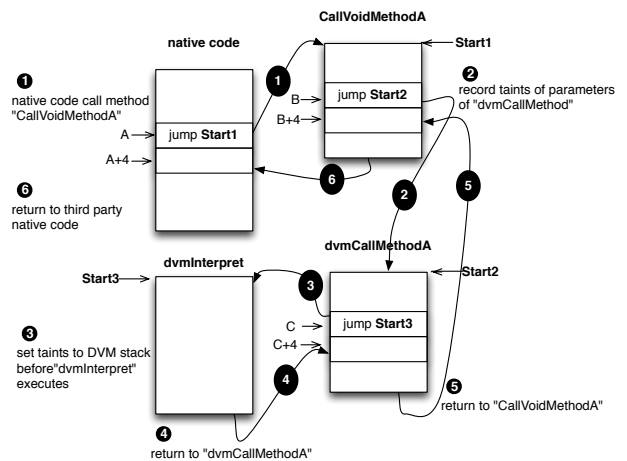 CallVoidMethodA
native code
Start1
1
native code call method
"CallVoidMethodA"
1
2
record taints of parameters
of "dvmCallMethod"
B
jump Start2
B+4
A
jump Start1
A+4
6
return to third party
native code
6
5
2
dvmCallMethodA
dvmInterpret
Start3
Start2
3
3
set taints to DVM stack
before"dvmInterpret"
executes
C
jump Start3
C+4
4
5
return to "CallVoidMethodA"
4
return to "dvmCallMethodA"